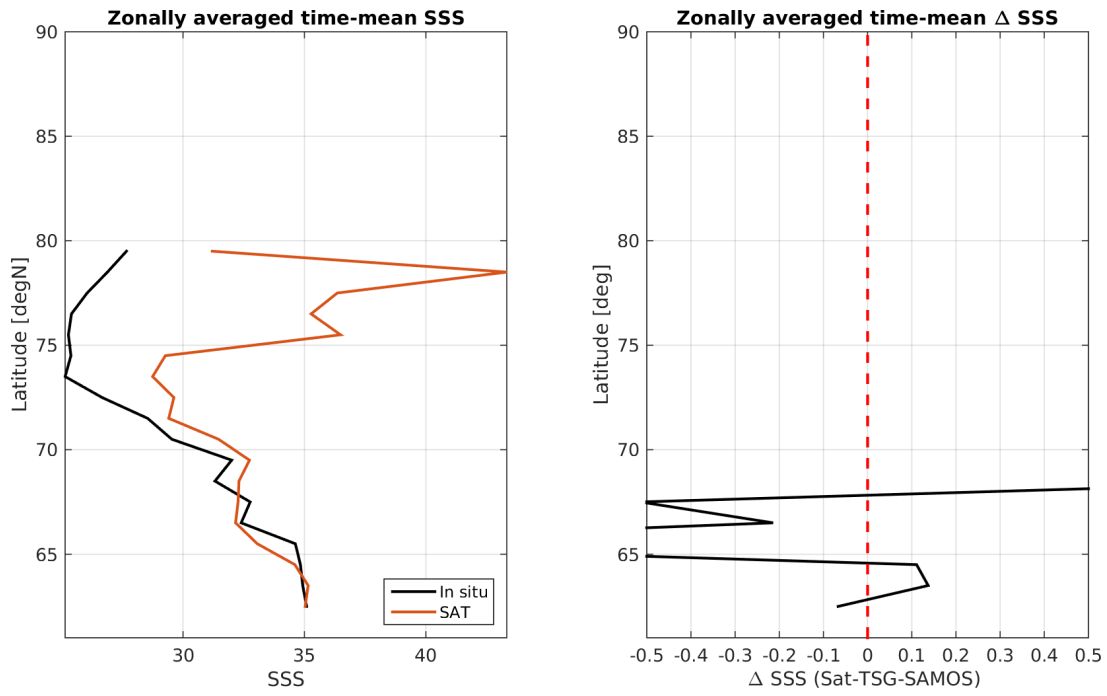 Zonally averaged time-mean SSS
90
85
80
75
70
65
Latitude [degN]
30 35 40
SSS
In situ
SAT
Zonally averaged time-mean Δ SSS
90
85
80
75
70
65
Latitude [deg]
-0.5 -0.4 -0.3 -0.2 -0.1 0 0.1 0.2 0.3 0.4 0.5
Δ SSS (Sat-TSG-SAMOS)